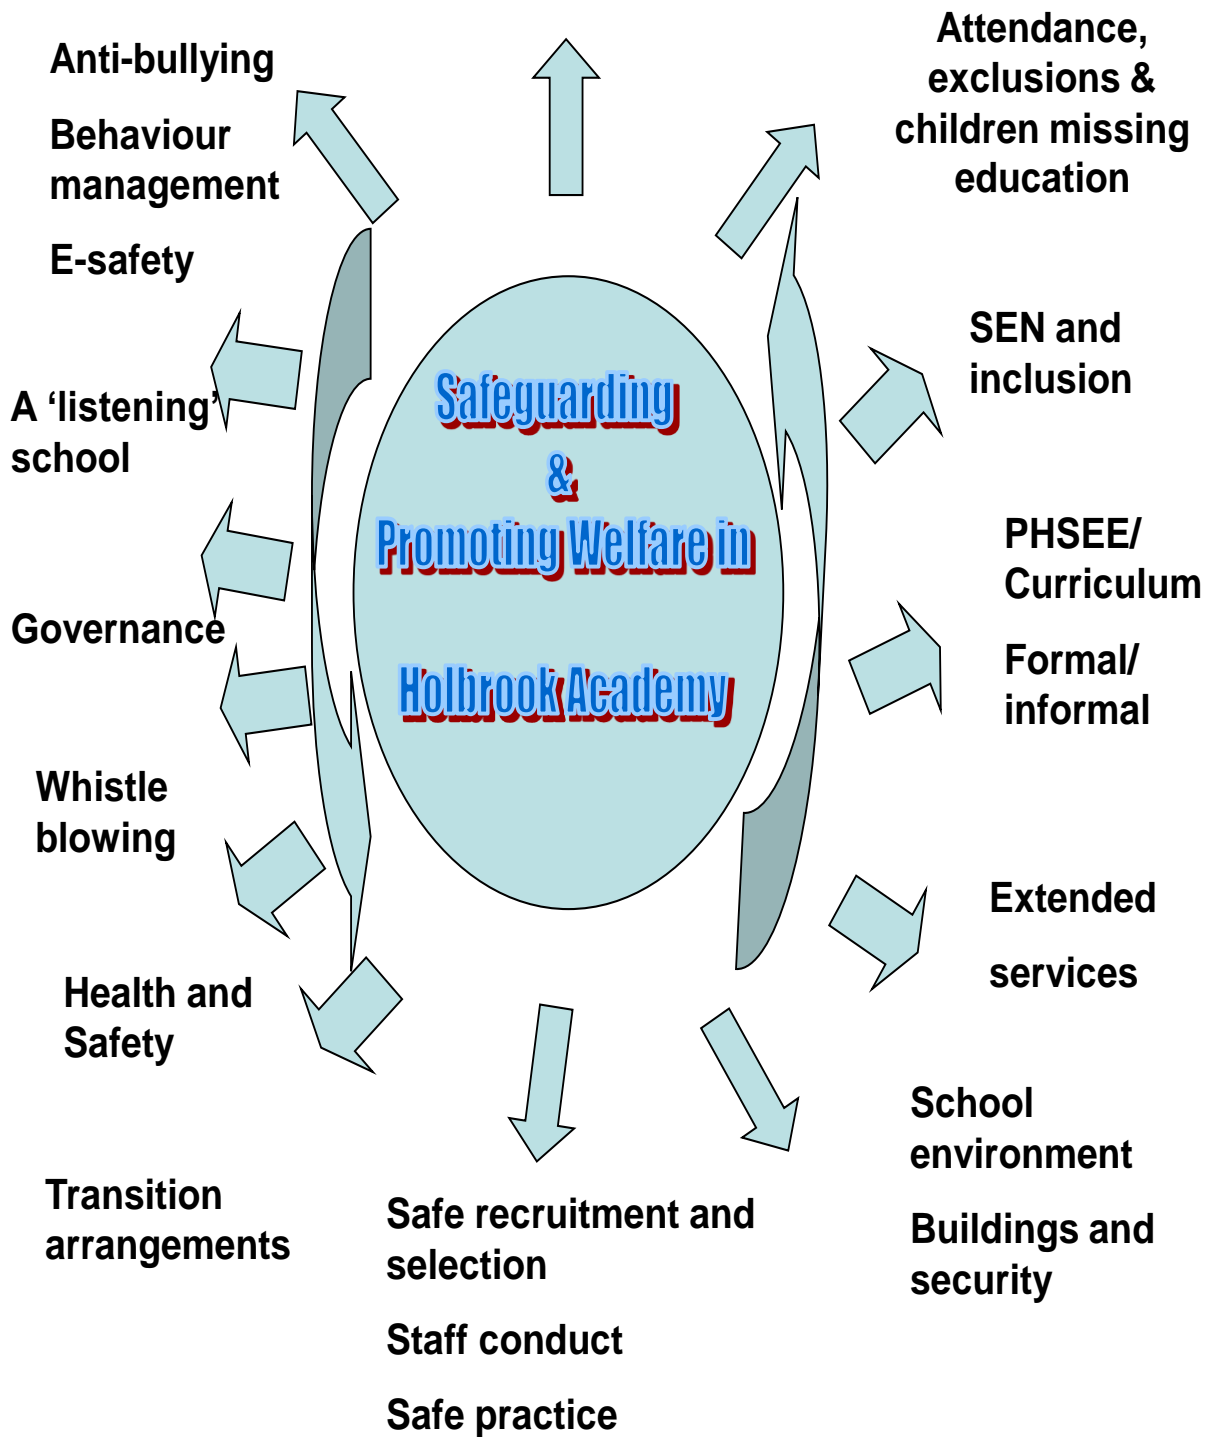 Anti-bullying
Behaviour
management
E-safety
A ‘listening’
school
Governance
Whistle
blowing
Health and
Safety
Transition
arrangements
Safeguarding
&
Promoting Welfare in
Holbrook Academy
Safe recruitment and
selection
Staff conduct
Safe practice
Attendance,
exclusions &
children missing
education
SEN and
inclusion
PHSEE/
Curriculum
Formal/
informal
Extended
services
School
environment
Buildings and
security